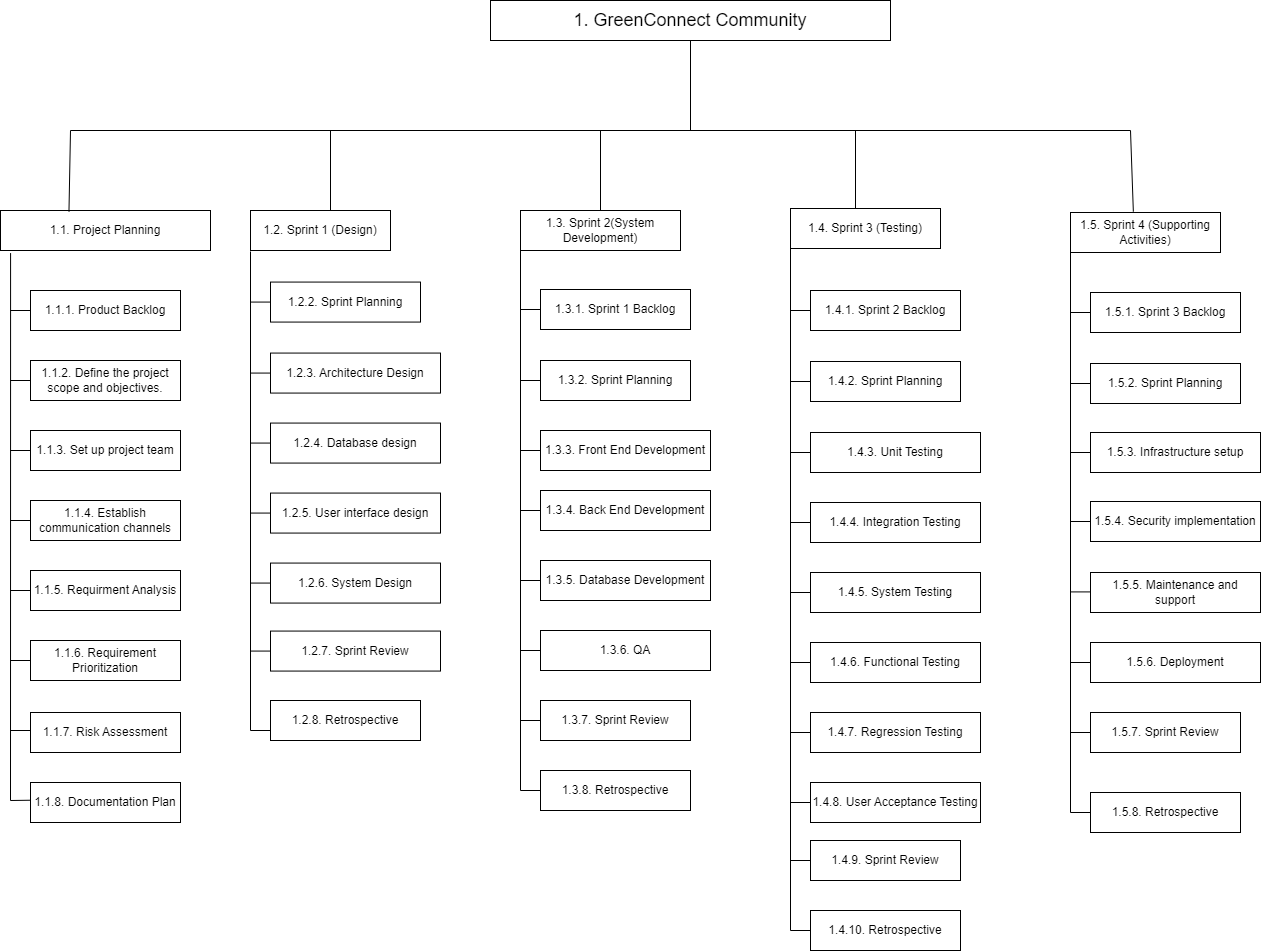 1. GreenConnect Community
1.1. Project Planning
1.1.1. Product Backlog
1.1.2. Define the project
scope and objectives.
1.1.3. Set up project team
1.1.4. Establish
communication channels
1.1.5. Requirment Analysis
1.1.6. Requirement
Prioritization
1.1.7. Risk Assessment
1.1.8. Documentation Plan
1.2. Sprint 1 (Design)
1.2.2. Sprint Planning
1.2.3. Architecture Design
1.2.4. Database design
1.2.5. User interface design
1.2.6. System Design
1.2.7. Sprint Review
1.2.8. Retrospective
1.3. Sprint 2(System
Development)
1.3.1. Sprint 1 Backlog
1.3.2. Sprint Planning
1.3.3. Front End Development
1.3.4. Back End Development
1.3.5. Database Development
1.3.6. QA
1.3.7. Sprint Review
1.3.8. Retrospective
1.4. Sprint 3 (Testing)
1.4.1. Sprint 2 Backlog
1.4.2. Sprint Planning
1.4.3. Unit Testing
1.4.4. Integration Testing
1.4.5. System Testing
1.4.6. Functional Testing
1.4.7. Regression Testing
1.4.8. User Acceptance Testing
1.4.9. Sprint Review
1.4.10. Retrospective
1.5. Sprint 4 (Supporting
Activities)
1.5.1. Sprint 3 Backlog
1.5.2. Sprint Planning
1.5.3. Infrastructure setup
1.5.4. Security implementation
1.5.5. Maintenance and
support
1.5.6. Deployment
1.5.7. Sprint Review
1.5.8. Retrospective